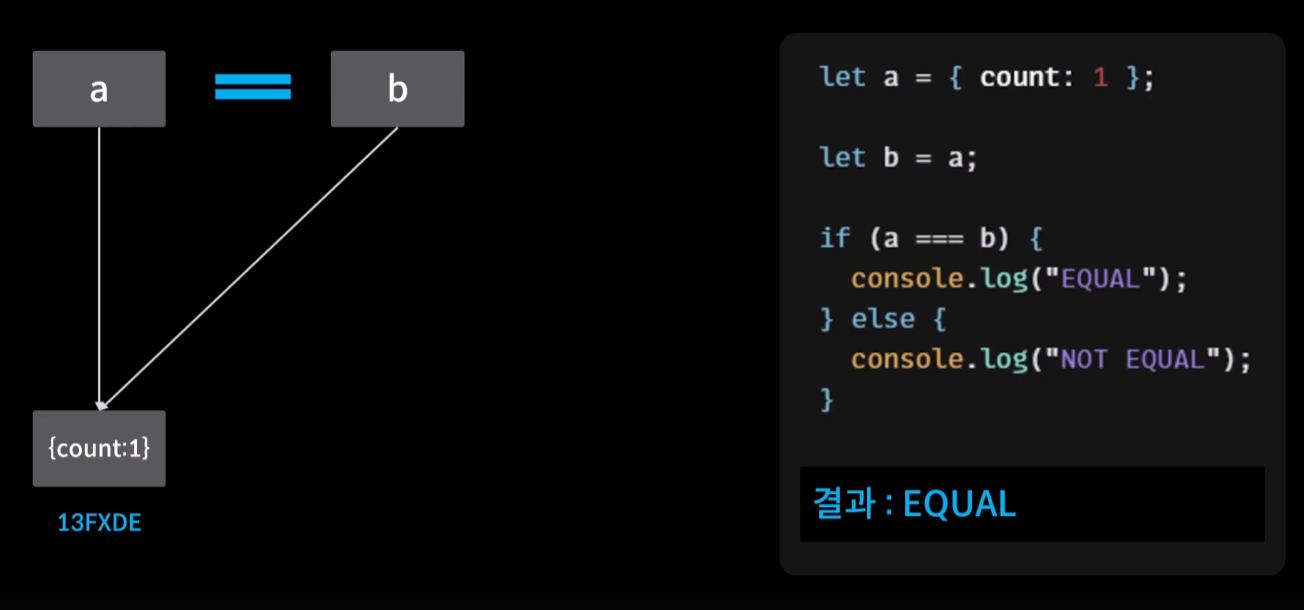 a
b
{count:1}
13FXDE
let a = { count: 1 };
let b = a;
if (a === b) {
  console.log("EQUAL");
} else {
  console.log("NOT EQUAL");
}
결과 : EQUAL